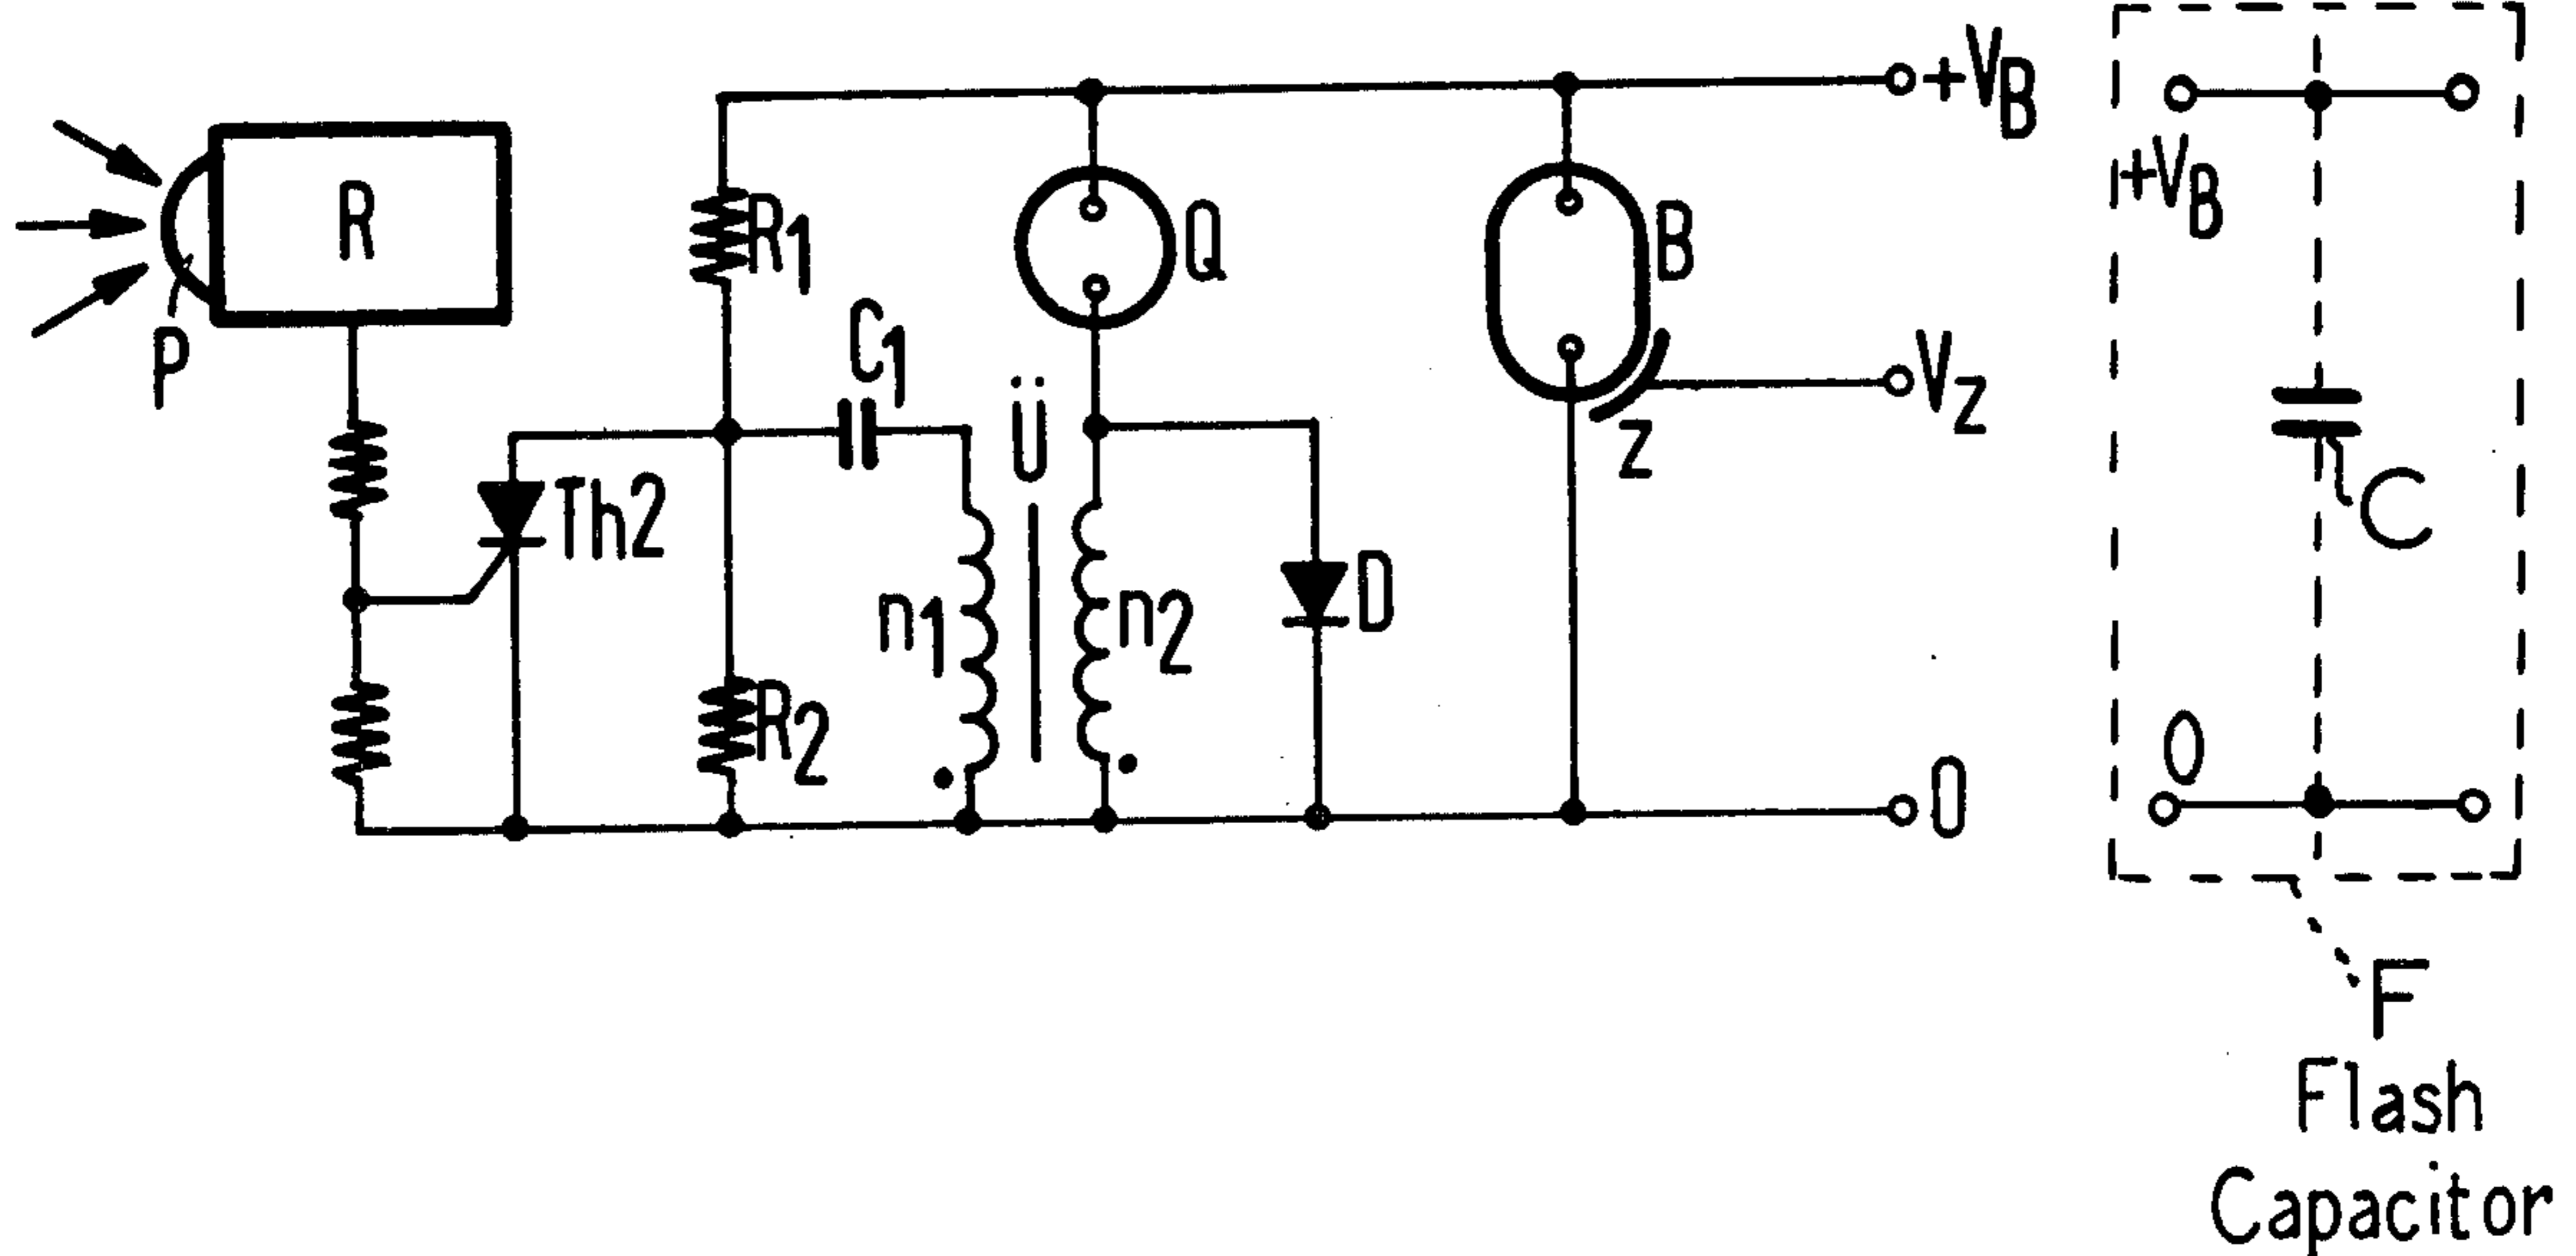 +VB
R
P
R1
C1
Q
B
VZ
Z
Ü
Th2
n1
n2
D
R2
0
+VB
C
0
F
Flash
Capacitor